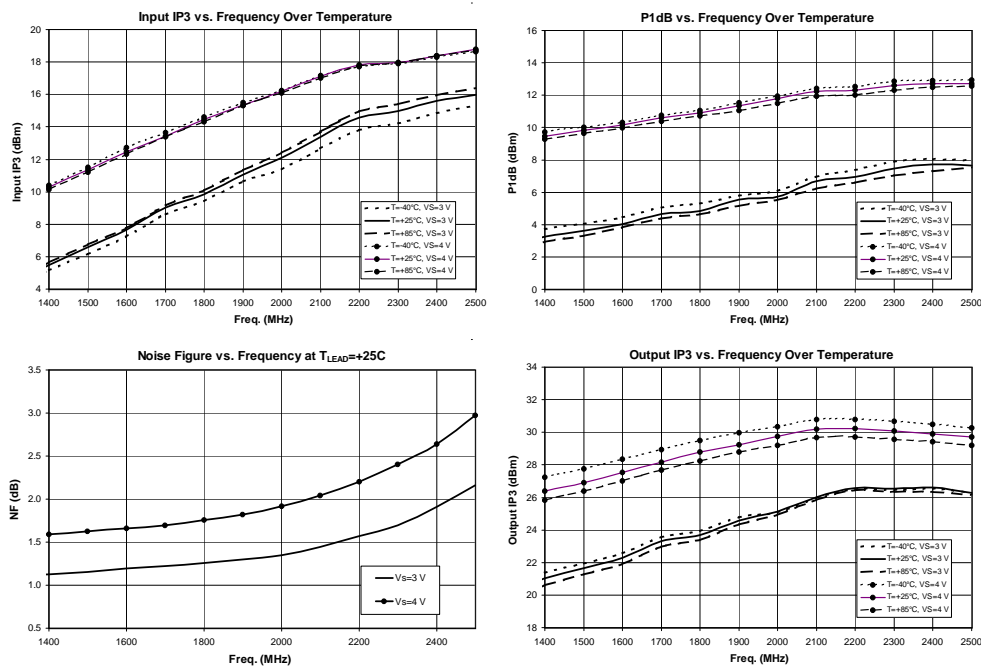 Input IP3 vs. Frequency Over Temperature
20
18
16
14
12
10
8
6
4
Input IP3 (dBm)
1400 1500 1600 1700 1800 1900 2000 2100 2200 2300 2400 2500
Freq. (MHz)
T=-40°C, VS=3 V
T=+25°C, VS=3 V
T=+85°C, VS=3 V
T=-40°C, VS=4 V
T=+25°C, VS=4 V
T=+85°C, VS=4 V
P1dB vs. Frequency Over Temperature
16
14
12
10
8
6
4
2
0
P1dB (dBm)
1400 1500 1600 1700 1800 1900 2000 2100 2200 2300 2400 2500
Freq. (MHz)
T=-40°C, VS=3 V
T=+25°C, VS=3 V
T=+85°C, VS=3 V
T=-40°C, VS=4 V
T=+25°C, VS=4 V
T=+85°C, VS=4 V
Noise Figure vs. Frequency at TLEAD=+25C
3.5
3.0
2.5
2.0
1.5
1.0
0.5
NF (dB)
1400 1600 1800 2000 2200 2400
Freq. (MHz)
Vs=3 V
Vs=4 V
Output IP3 vs. Frequency Over Temperature
34
32
30
28
26
24
22
20
18
Output IP3 (dBm)
1400 1500 1600 1700 1800 1900 2000 2100 2200 2300 2400 2500
Freq. (MHz)
T=-40°C, VS=3 V
T=+25°C, VS=3 V
T=+85°C, VS=3 V
T=-40°C, VS=4 V
T=+25°C, VS=4 V
T=+85°C, VS=4 V